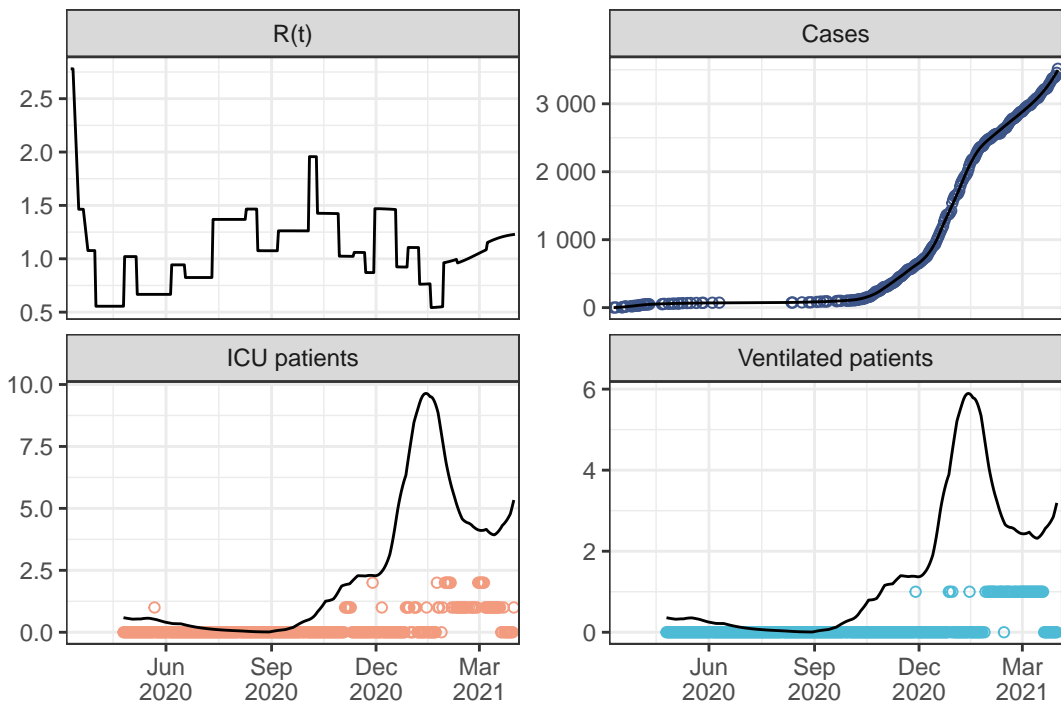 R(t)
Cases
2.5
2.0
1.5
1.0
0.5
3 000
2 000
1 000
0
ICU patients
Ventilated patients
10.0
7.5
5.0
2.5
0.0
6
4
2
0
Jun Sep Dec Mar
2020 2020 2020 2021
Jun Sep Dec Mar
2020 2020 2020 2021